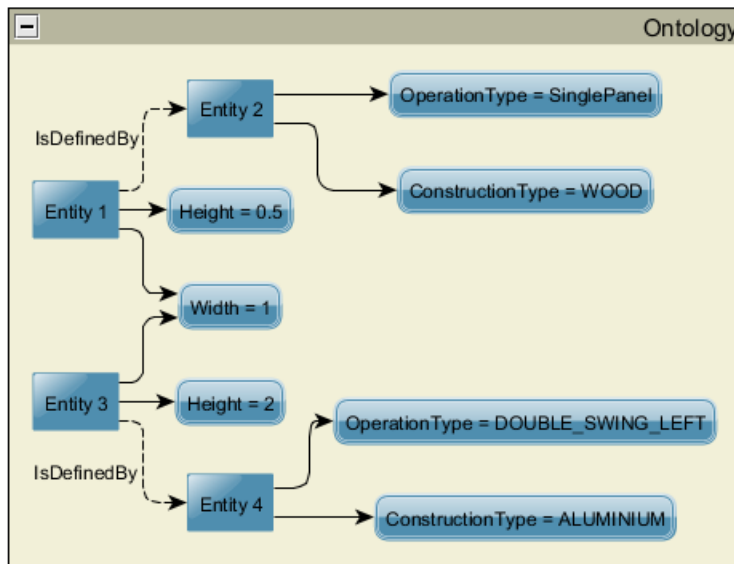 Ontology
Entity 2
OperationType = SinglePanel
IsDefinedBy
ConstructionType = WOOD
Entity 1
Height = 0.5
Width = 1
Entity 3
Height = 2
OperationType = DOUBLE_SWING_LEFT
IsDefinedBy
Entity 4
ConstructionType = ALUMINIUM